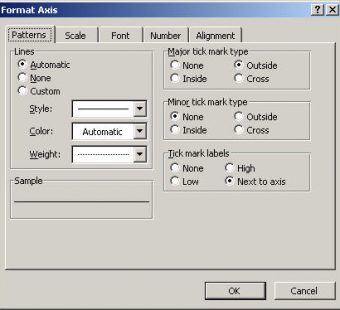 Format Axis
Patterns Scale Font Number Alignment
Lines
Automatic
None
Custom
Style:
Color: Automatic
Weight:
Sample
Major tick mark type
None Outside
Inside Cross
Minor tick mark type
None Outside
Inside Cross
Tick mark labels
None High
Low Next to axis
OK Cancel